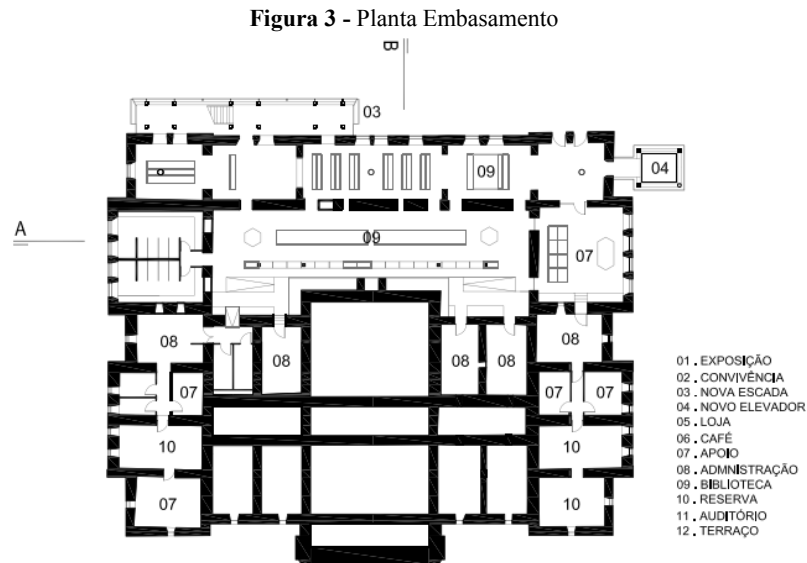 Figura 3 - Planta Embasamento
B
03
09
04
A
09
07
08
08
08
08
08
07
07
07
10
10
07
10
01. EXPOSIÇÃO
02. CONVIVÊNCIA
03. NOVA ESCADA
04. NOVO ELEVADOR
05. LOJA
06. CAFÉ
07. APOIO
08. ADMNISTRAÇÃO
09. BIBLIOTECA
10. RESERVA
11. AUDITÓRIO
12. TERRAÇO